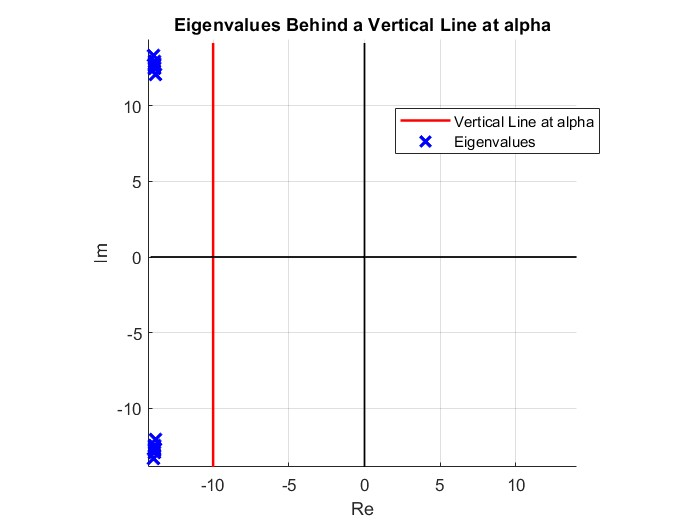 Eigenvalues Behind a Vertical Line at alpha
Vertical Line at alpha
Eigenvalues
10
5
0
-5
-10
Im
-10 -5 0 5 10
Re